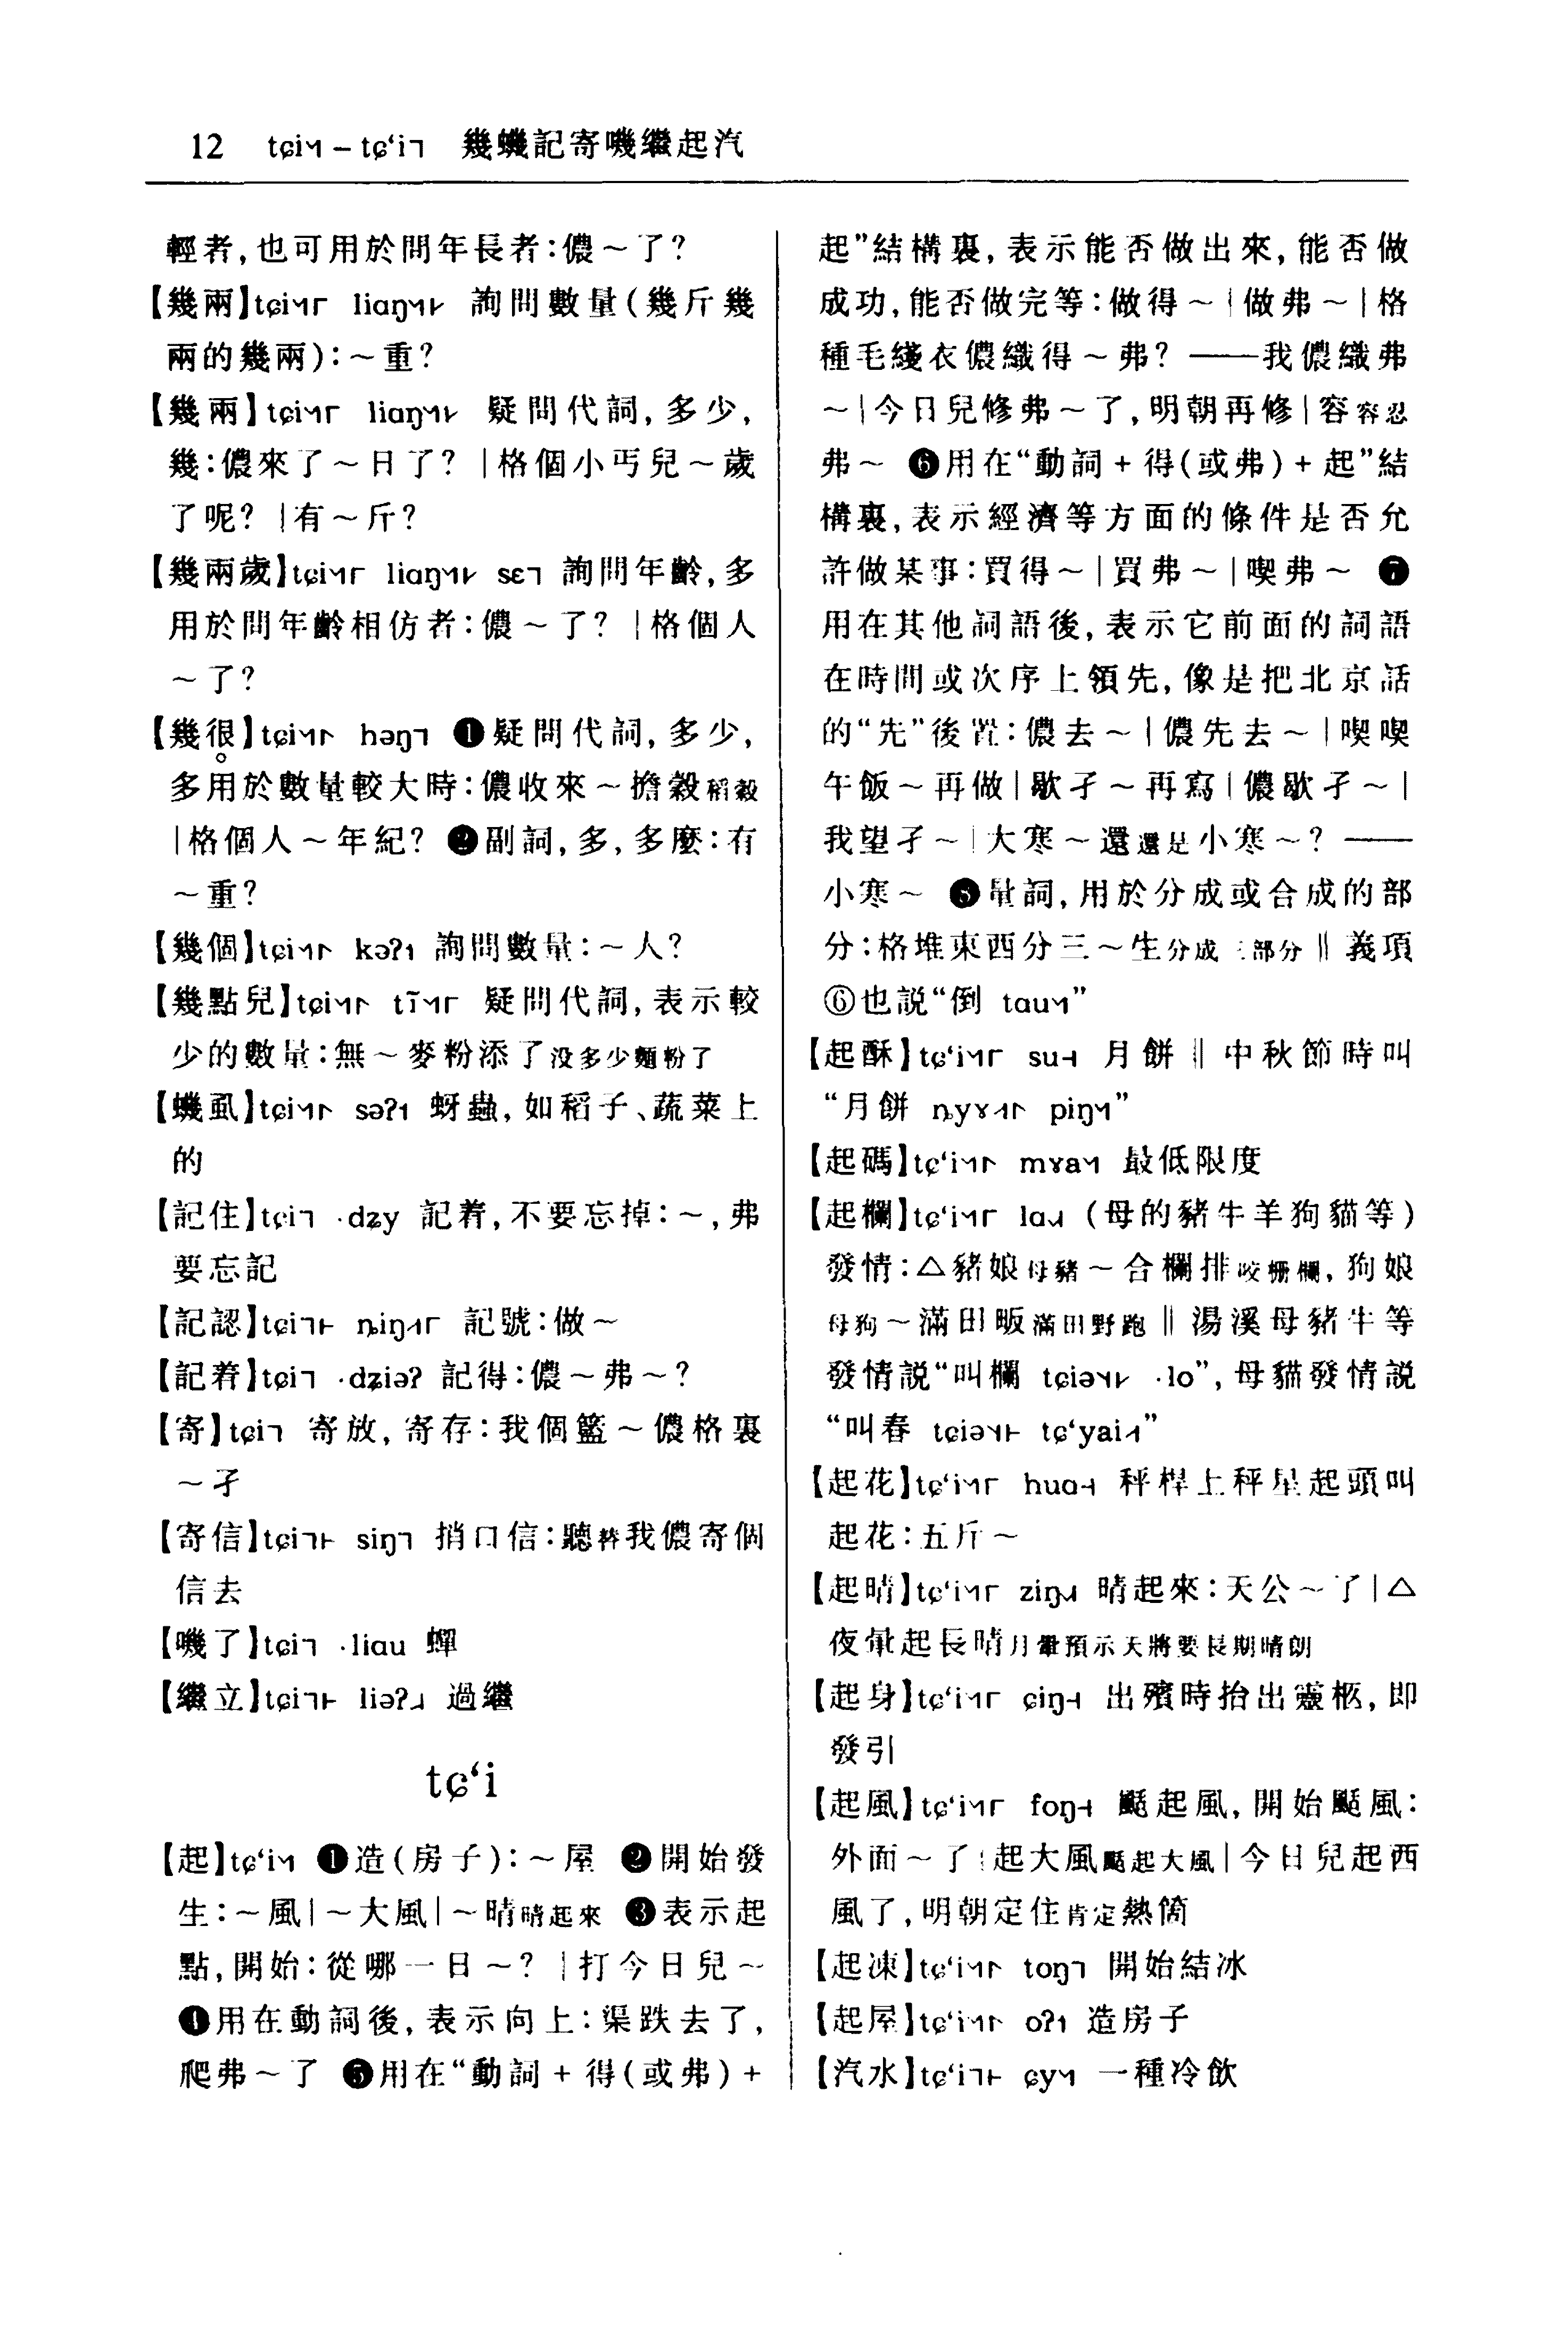 12 tɕi˥˧ – tɕ‘i˥ 幾蟣記寄嘰繼起汽
輕者,也可用於問年長者:儂～了?
【幾兩】tɕi liɑŋ 詢問數量(幾斤幾
兩的幾兩):～重?
【幾兩】tɕi liɑŋ 疑問代詞,多少,
幾:儂來了～日了?|格個小丐兒～歲
了呢?|有～斤?
【幾兩歲】tɕi liɑŋ sɛ˥ 詢問年齡,多
用於問年齡相仿者:儂～了?|格個人
～了?
【幾很】tɕi həŋ˥ ❶疑問代詞,多少,
多用於數量較大時:儂收來～擔穀稻穀
|格個人～年紀? ❷副詞,多,多麼:有
～重?
【幾個】tɕi kəʔ 詢問數量:～人?
【幾點兒】tɕi tĩ 疑問代詞,表示較
少的數量:無～麥粉添了没多少麵粉了
【蟣虱】tɕi səʔ 蚜蟲,如稻子、蔬菜上
的
【記住】tɕi˥ ·dʑy 記着,不要忘掉:～,弗
要忘記
【記認】tɕi ȵiŋ 記號:做～
【記着】tɕi˥ ·dʑiəʔ 記得:儂～弗～?
【寄】tɕi˥ 寄放,寄存:我個籃～儂格裏
～孑
【寄信】tɕi siŋ˥ 捎口信:聽替我儂寄個
信去
【嘰了】tɕi˥ ·liɑu 蟬
【繼立】tɕi liəʔ 過繼
tɕ‘i
【起】tɕ‘i ❶造(房子):～屋 ❷開始發
生:～風|～大風|～晴晴起來 ❸表示起
點,開始:從哪一日～?|打今日兒～
❹用在動詞後,表示向上:渠跌去了,
爬弗～了 ❺用在“動詞+得(或弗)+
起”結構裏,表示能否做出來,能否做
成功,能否做完等:做得～|做弗～|格
種毛綫衣儂織得～弗?——我儂織弗
～|今日兒修弗～了,明朝再修|容容忍
弗～ ❻用在“動詞+得(或弗)+起”結
構裏,表示經濟等方面的條件是否允
許做某事:買得～|買弗～|喫弗～ ❼
用在其他詞語後,表示它前面的詞語
在時間或次序上領先,像是把北京話
的“先”後置:儂去～|儂先去～|喫喫
午飯～再做|歇孑～再寫|儂歇孑～|
我望孑～|大寒～還還是小寒～?——
小寒～ ❽量詞,用於分成或合成的部
分:格堆東西分三～生分成三部分‖義項
⑥也説“倒 tɑu”
【起酥】tɕ‘i su 月餅‖中秋節時叫
“月餅 ȵyɤ piŋ”
【起碼】tɕ‘i mɤa 最低限度
【起欄】tɕ‘i lɑ (母的豬牛羊狗貓等)
發情:△豬娘母豬～合欄排咬柵欄,狗娘
母狗～滿田畈滿田野跑‖湯溪母豬牛等
發情説“叫欄 tɕiə ·lo”,母貓發情説
“叫春 tɕiə tɕ‘yai”
【起花】tɕ‘i huɑ 秤桿上秤星起頭叫
起花:五斤～
【起晴】tɕ‘i ziŋ 晴起來:天公～了|△
夜暈起長晴月暈預示天將要長期晴朗
【起身】tɕ‘i ɕiŋ 出殯時抬出靈柩,即
發引
【起風】tɕ‘i foŋ 颳起風,開始颳風:
外面～了|起大風颳起大風|今日兒起西
風了,明朝定住肯定熱箇
【起凍】tɕ‘i toŋ˥ 開始結冰
【起屋】tɕ‘i oʔ 造房子
【汽水】tɕ‘i ɕy 一種冷飲